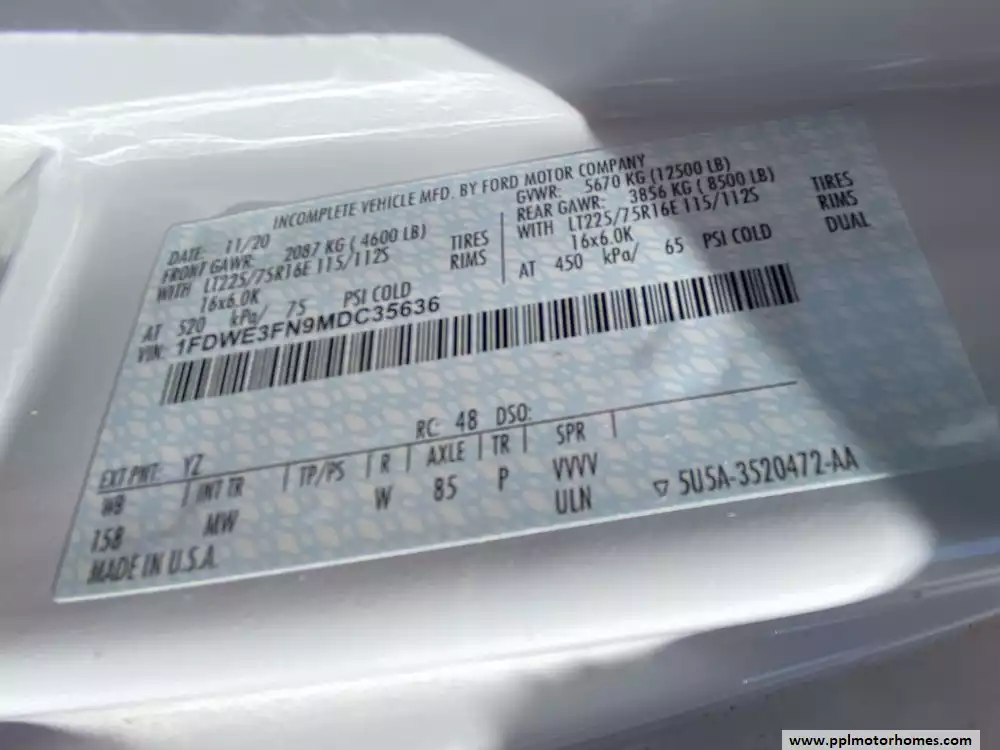 INCOMPLETE VEHICLE MFD. BY FORD MOTOR COMPANY
DATE: 11/20
FRONT GAWR: 2087 KG ( 4600 LB)
WITH LT225/75R16E 115/112S TIRES
16x6.0K RIMS
AT 520 kPa/ 75 PSI COLD
GVWR: 5670 KG (12500 LB)
REAR GAWR: 3856 KG ( 8500 LB)
WITH LT225/75R16E 115/112S TIRES
16x6.0K RIMS
AT 450 kPa/ 65 PSI COLD DUAL
VIN: 1FDWE3FN9MDC35636
EXT PNT: YZ RC: 48 DSO:
WB INT TR TP/PS R AXLE TR SPR
158 MW W 85 P VVVV
ULN
MADE IN U.S.A.
▽ 5U5A-3520472-AA
www.pplmotorhomes.com